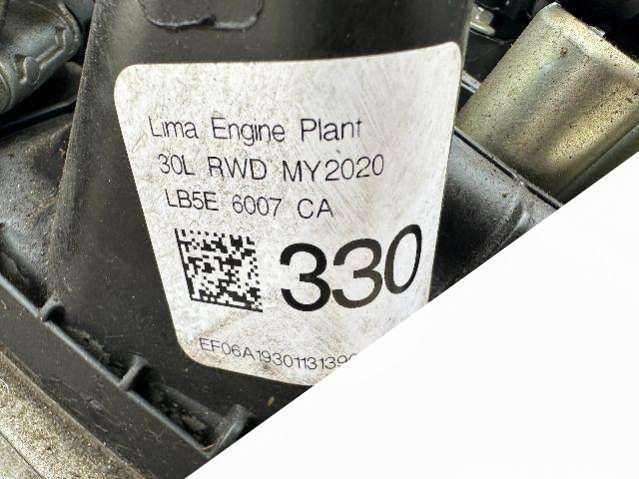 Lima Engine Plant
30L RWD MY2020
LB5E 6007 CA
330